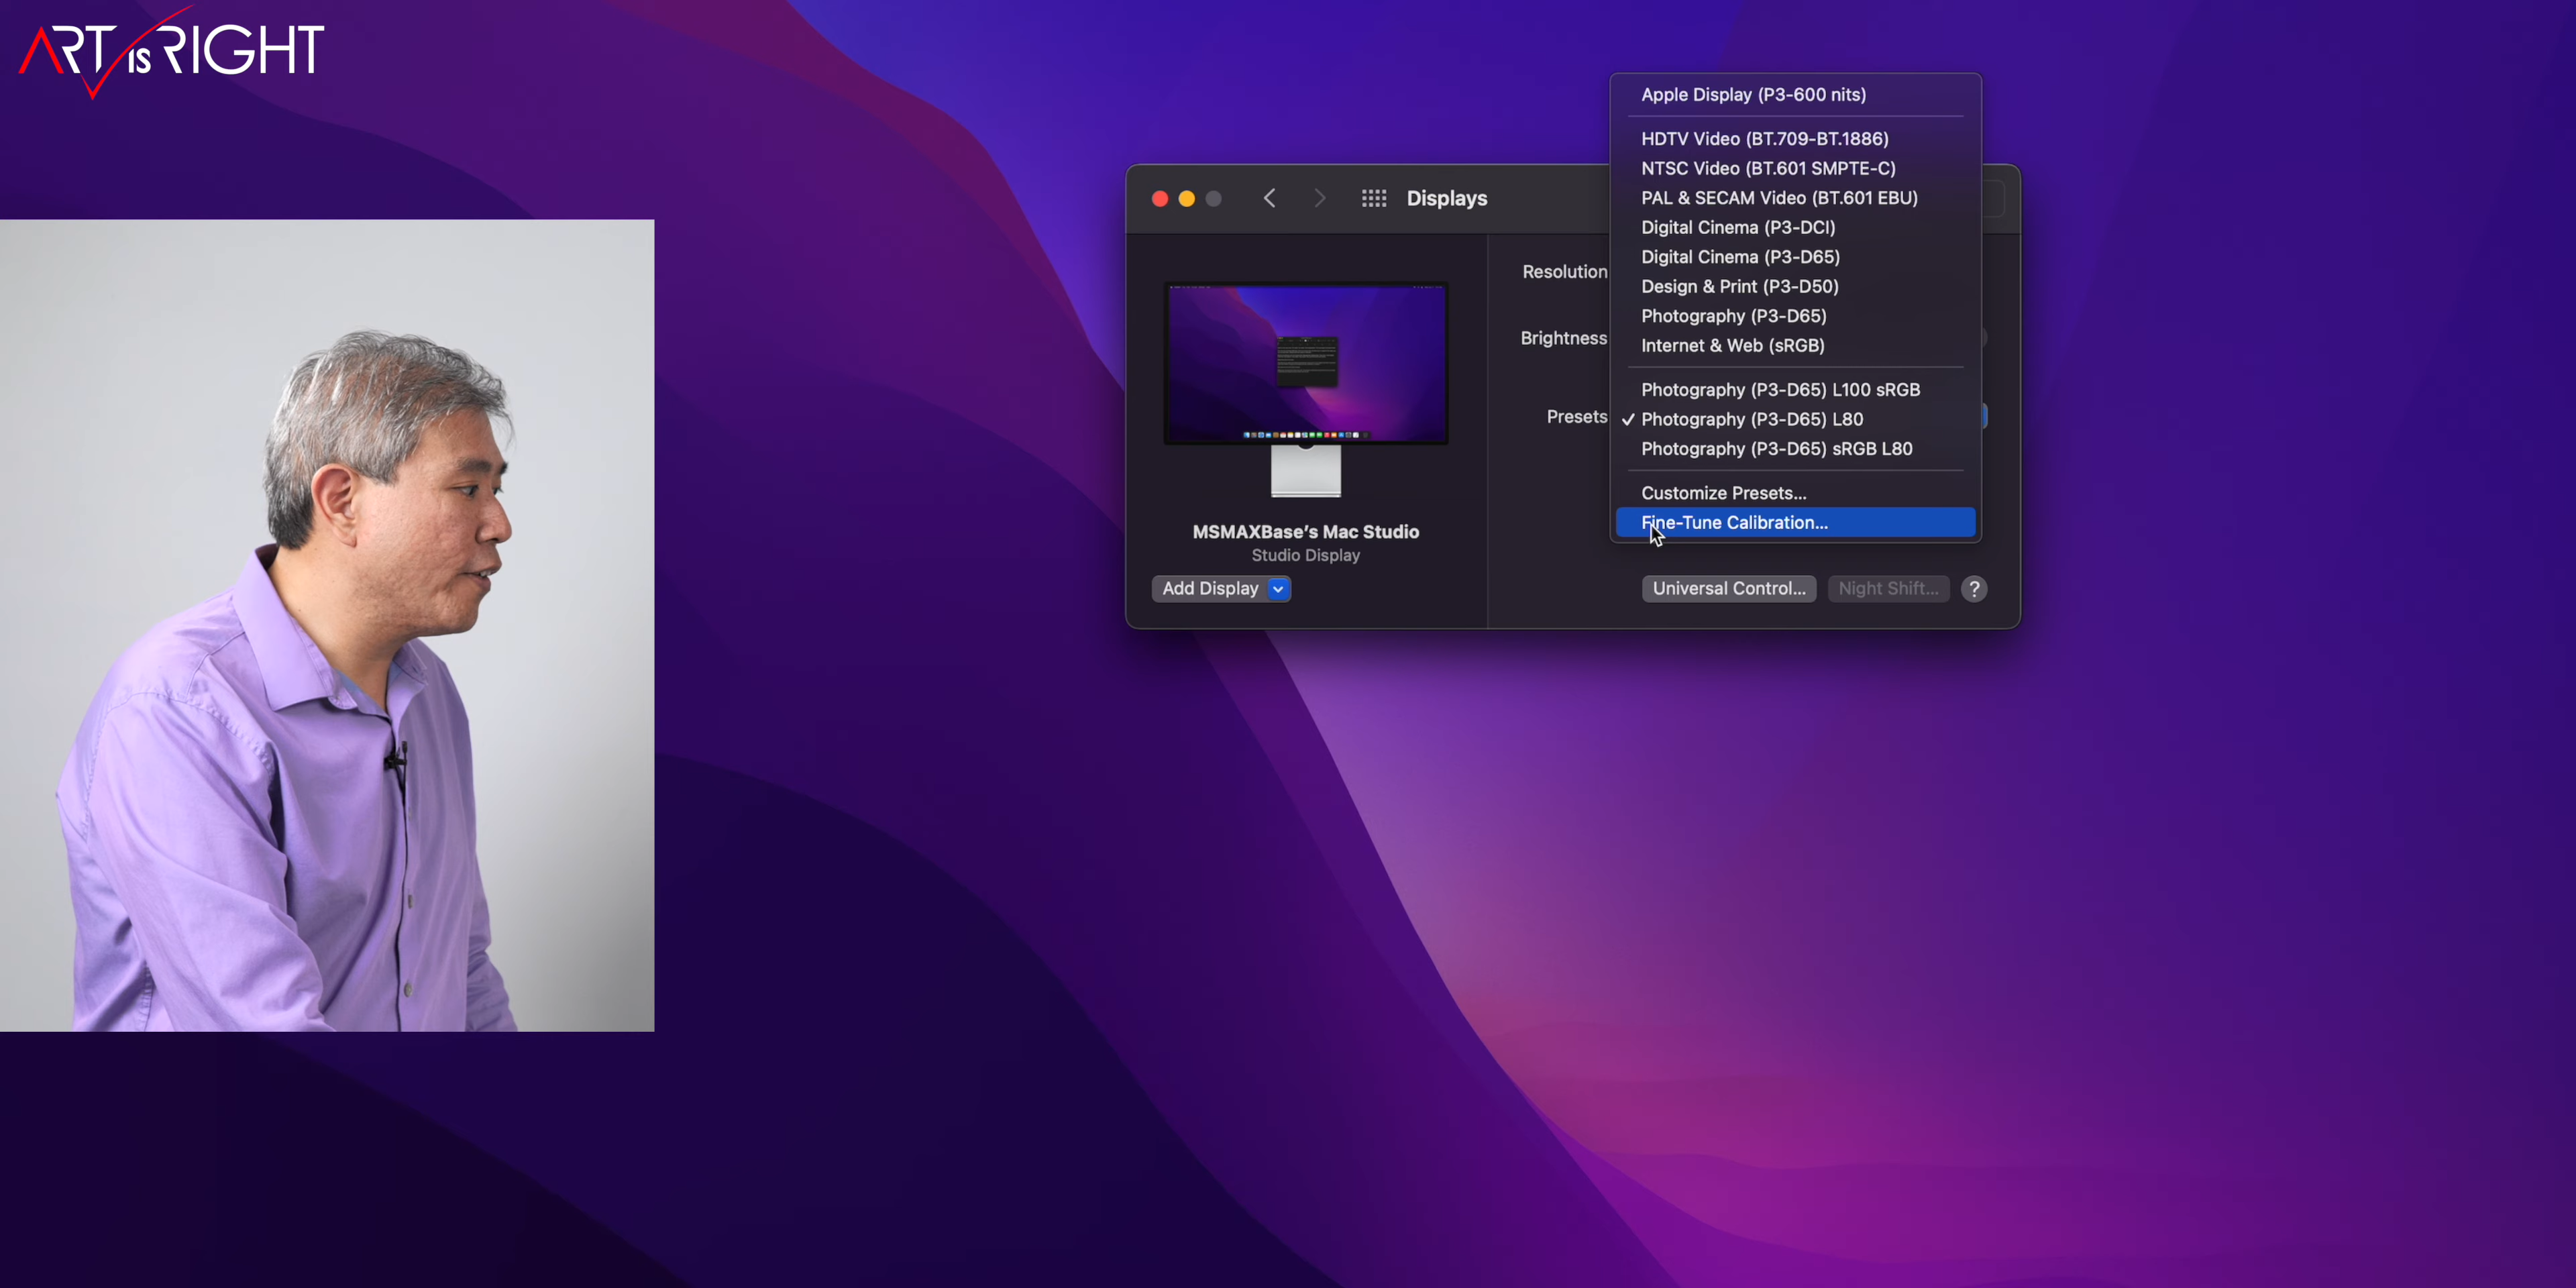 ART is RIGHT
Apple Display (P3-600 nits)
HDTV Video (BT.709-BT.1886)
NTSC Video (BT.601 SMPTE-C)
PAL & SECAM Video (BT.601 EBU)
Digital Cinema (P3-DCI)
Digital Cinema (P3-D65)
Design & Print (P3-D50)
Photography (P3-D65)
Internet & Web (sRGB)
Photography (P3-D65) L100 sRGB
✓ Photography (P3-D65) L80
Photography (P3-D65) sRGB L80
Customize Presets...
Fine-Tune Calibration...
Displays
Resolution
Brightness
Presets
MSMAXBase's Mac Studio
Studio Display
Add Display
Universal Control...
Night Shift...
?